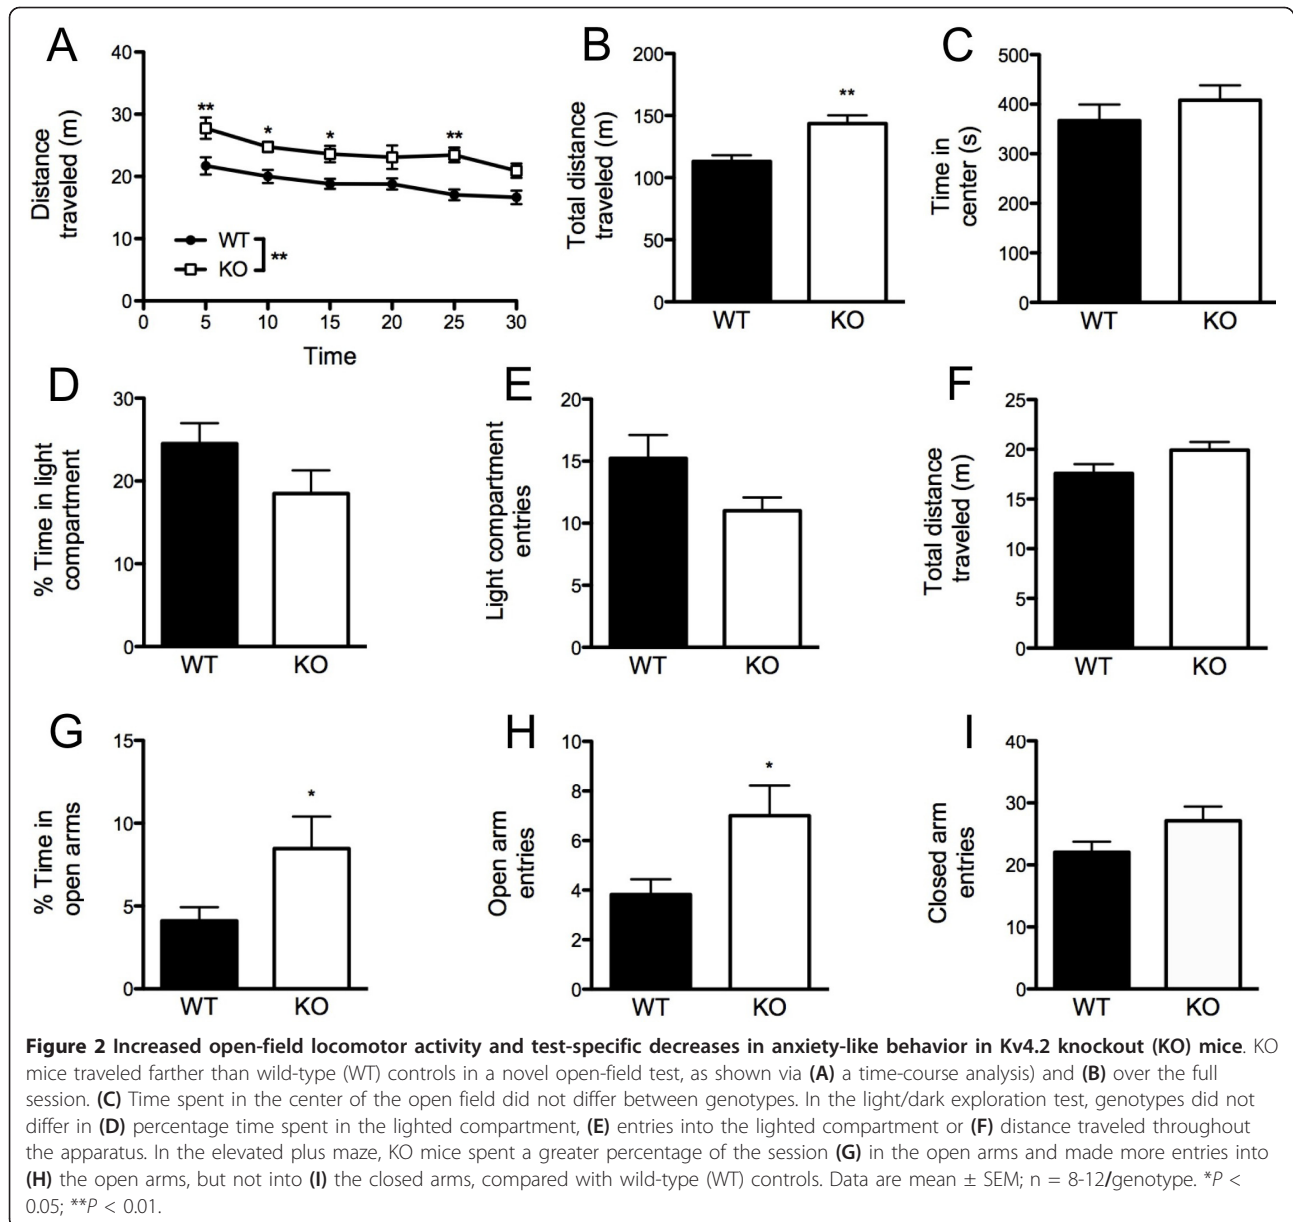 A
Distance
traveled (m)
40
30
20
10
0
** * * **
WT
KO
**
0 5 10 15 20 25 30
Time
B
Total distance
traveled (m)
200
150
100
50
0
**
WT KO
C
Time in
center (s)
500
400
300
200
100
0
WT KO
D
% Time in light
compartment
30
20
10
0
WT KO
E
Light compartment
entries
20
15
10
5
0
WT KO
F
Total distance
traveled (m)
25
20
15
10
5
0
WT KO
G
% Time in
open arms
15
10
5
0
*
WT KO
H
Open arm
entries
10
8
6
4
2
0
*
WT KO
I
Closed arm
entries
40
30
20
10
0
WT KO
Figure 2 Increased open-field locomotor activity and test-specific decreases in anxiety-like behavior in Kv4.2 knockout (KO) mice. KO
mice traveled farther than wild-type (WT) controls in a novel open-field test, as shown via (A) a time-course analysis) and (B) over the full
session. (C) Time spent in the center of the open field did not differ between genotypes. In the light/dark exploration test, genotypes did not
differ in (D) percentage time spent in the lighted compartment, (E) entries into the lighted compartment or (F) distance traveled throughout
the apparatus. In the elevated plus maze, KO mice spent a greater percentage of the session (G) in the open arms and made more entries into
(H) the open arms, but not into (I) the closed arms, compared with wild-type (WT) controls. Data are mean ± SEM; n = 8-12/genotype. *P <
0.05; **P < 0.01.